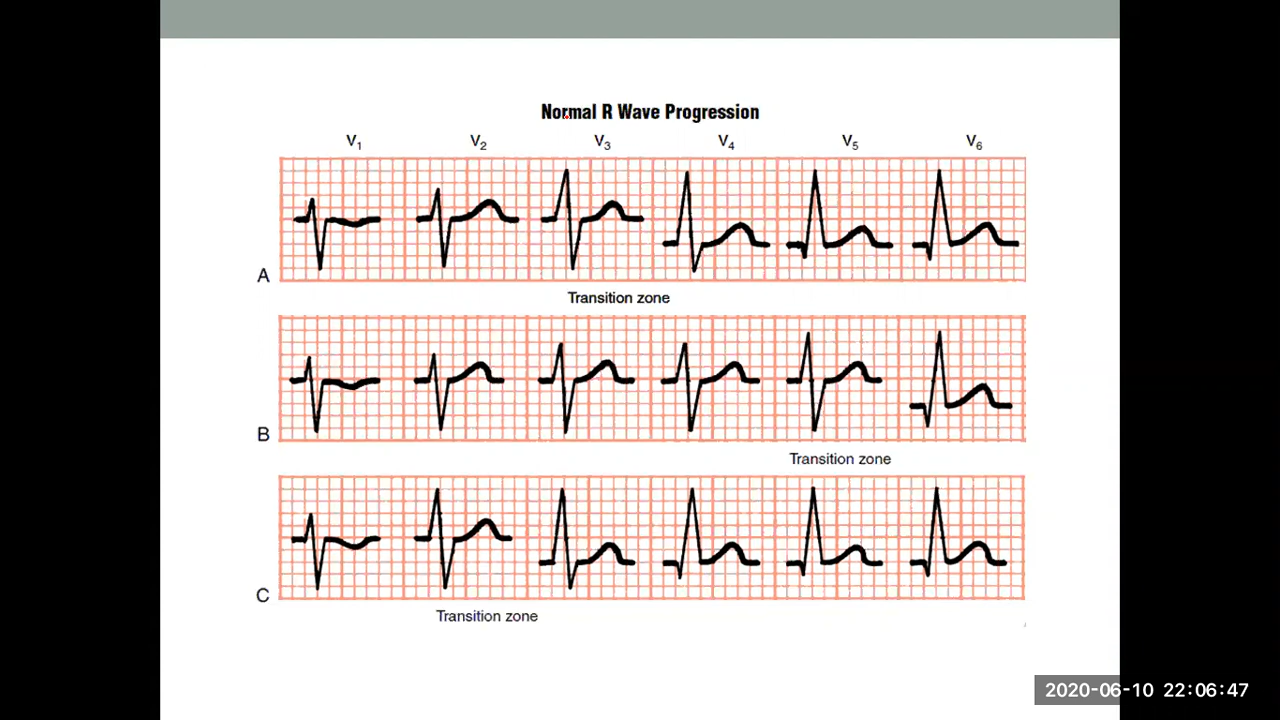 Normal R Wave Progression
V1 V2 V3 V4 V5 V6
A
Transition zone
B
Transition zone
C
Transition zone
2020-06-10 22:06:47